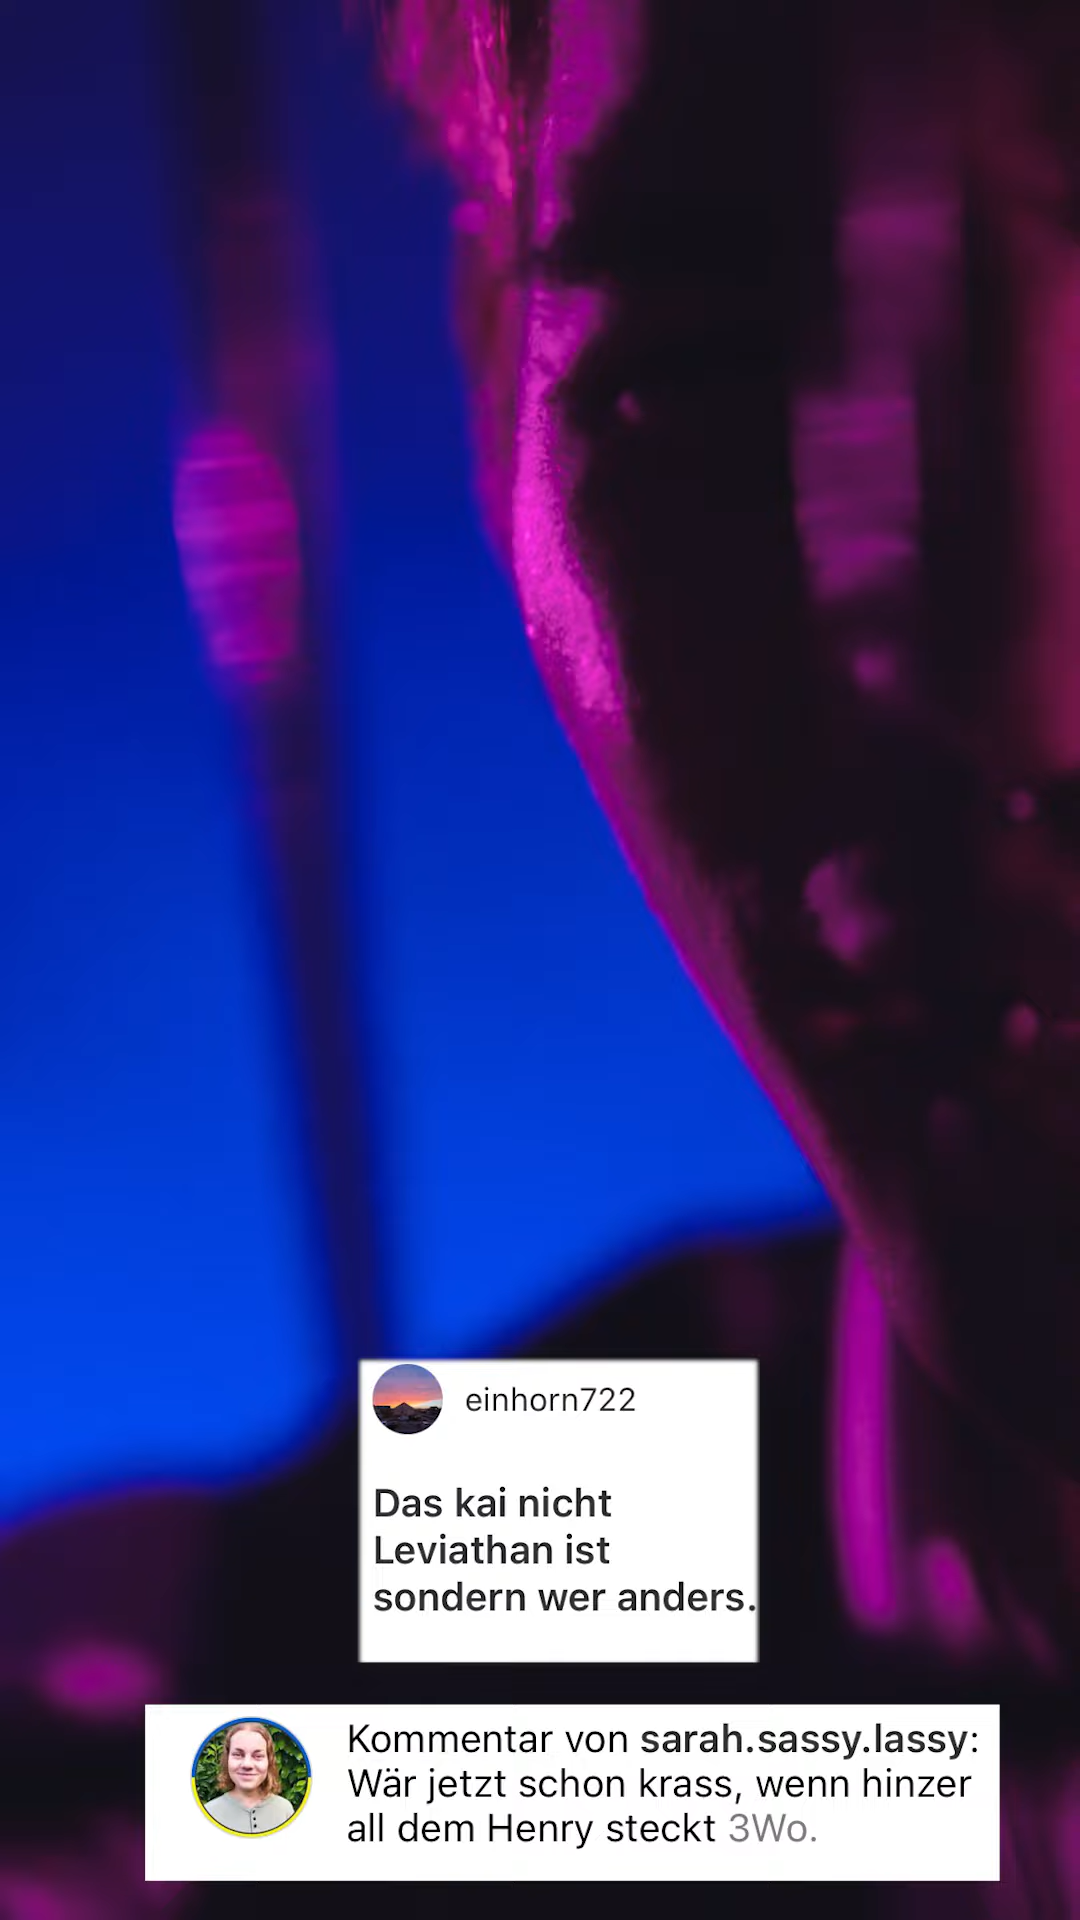 einhorn722
Das kai nicht
Leviathan ist
sondern wer anders.
Kommentar von sarah.sassy.lassy:
Wär jetzt schon krass, wenn hinzer
all dem Henry steckt 3Wo.